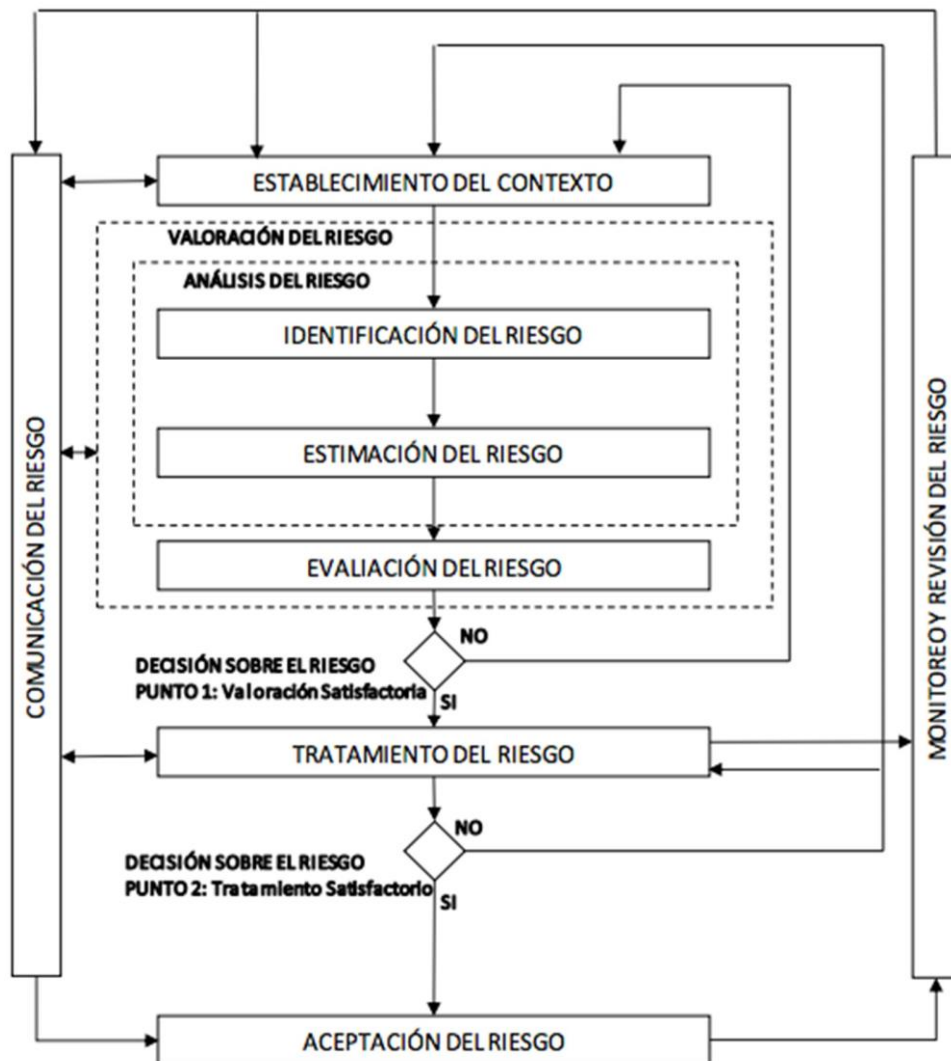 ESTABLECIMIENTO DEL CONTEXTO
VALORACIÓN DEL RIESGO
ANÁLISIS DEL RIESGO
IDENTIFICACIÓN DEL RIESGO
ESTIMACIÓN DEL RIESGO
EVALIACIÓN DEL RIESGO
NO
DECISIÓN SOBRE EL RIESGO
PUNTO 1: Valoración Satisfactoria
SI
TRATAMIENTO DEL RIESGO
NO
DECISIÓN SOBRE EL RIESGO
PUNTO 2: Tratamiento Satisfactorio
SI
ACEPTACIÓN DEL RIESGO
COMUNICACIÓN DEL RIESGO
MONITOREO Y REVISIÓN DEL RIESGO